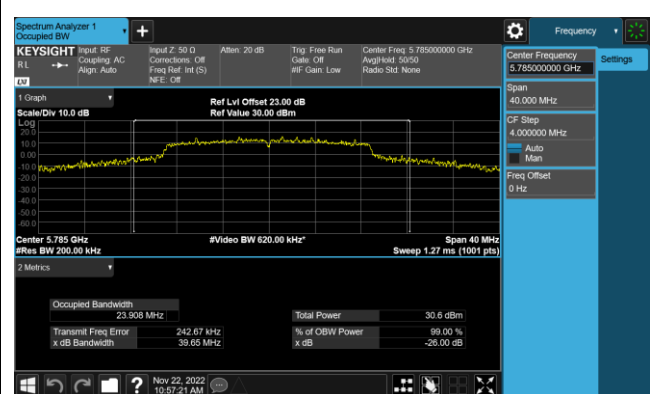 Spectrum Analyzer 1
Occupied BW
Frequency
KEYSIGHT
Input: RF
Input Z: 50 Ω
Atten: 20 dB
Trig: Free Run
Center Freq: 5.785000000 GHz
RL
Coupling: AC
Corrections: Off
Gate: Off
Avg|Hold: 50/50
Align: Auto
Freq Ref: Int (S)
#IF Gain: Low
Radio Std: None
NFE: Off
LXI
Center Frequency
5.785000000 GHz
Settings
Span
40.000 MHz
CF Step
4.000000 MHz
Auto
Man
Freq Offset
0 Hz
1 Graph
Ref Lvl Offset 23.00 dB
Scale/Div 10.0 dB
Ref Value 30.00 dBm
Log
20.0
10.0
0.00
-10.0
-20.0
-30.0
-40.0
-50.0
-60.0
Center 5.785 GHz
#Video BW 620.00 kHz*
Span 40 MHz
#Res BW 200.00 kHz
Sweep 1.27 ms (1001 pts)
2 Metrics
Occupied Bandwidth
23.908 MHz
Total Power 30.6 dBm
Transmit Freq Error 242.67 kHz
% of OBW Power 99.00 %
x dB Bandwidth 39.65 MHz
x dB -26.00 dB
Nov 22, 2022
10:57:21 AM